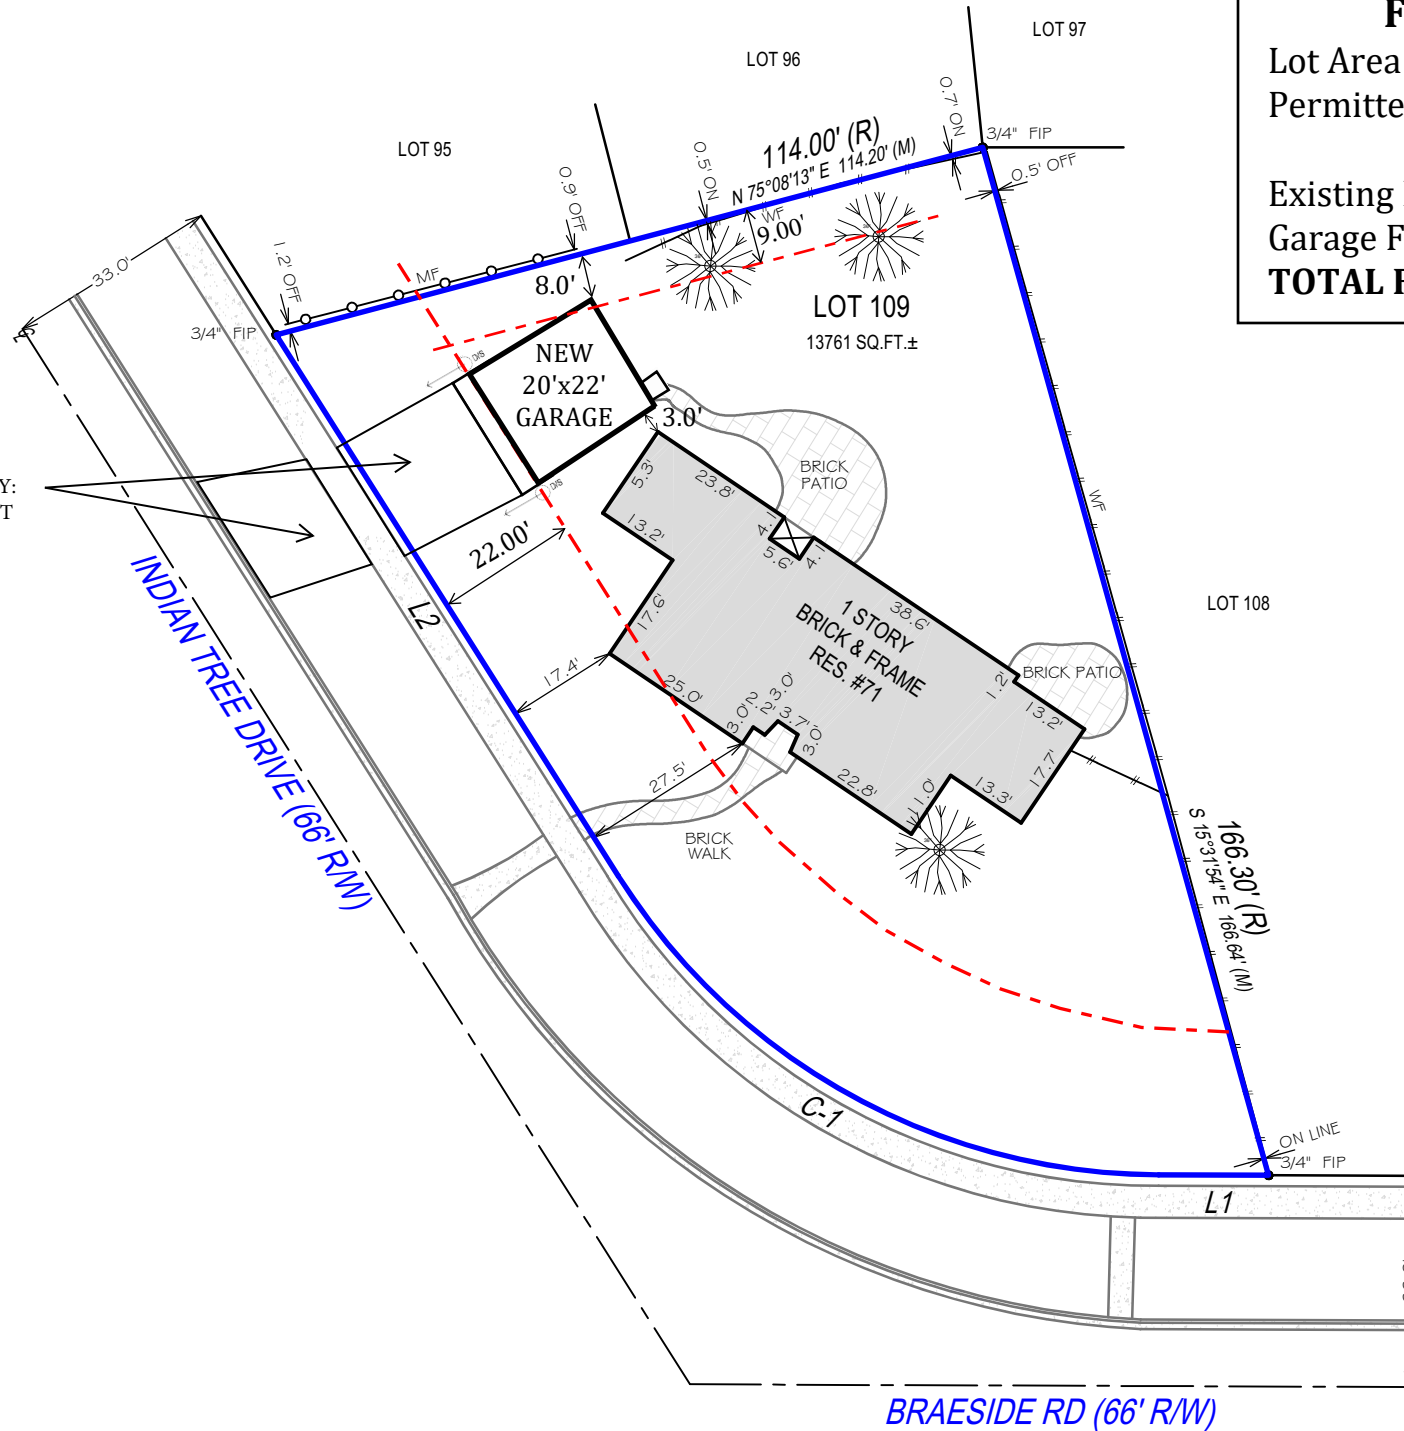 LOT 97
LOT 96
LOT 95
F
Lot Area
Permitte
Existing
Garage F
TOTAL
114.00' (R)
N 75°08'13" E 114.20' (M)
0.7' ON
3/4" FIP
0.5' OFF
0.5' ON
0.9' OFF
WF
9.00'
1.2' OFF
33.0'
MF
8.0'
3/4" FIP
LOT 109
13761 SQ.FT.±
D/S
NEW
20'x22'
GARAGE
3.0'
D/S
BRICK
PATIO
Y:
T
WF
5.3'
23.8'
13.2'
4.1
5.6'
4.1
22.00'
INDIAN TREE DRIVE (66' R/W)
L2
17.6'
38.6'
1 STORY
BRICK & FRAME
RES. #71
LOT 108
17.4'
25.0'
1.2'
BRICK PATIO
13.2'
3.0'
2.2'
3.0'
3.7'
3.0'
17.7'
27.5'
22.8'
11.0'
13.3'
BRICK
WALK
166.30' (R)
S 15°31'54" E 166.64' (M)
C-1
ON LINE
3/4" FIP
L1
BRAESIDE RD (66' R/W)